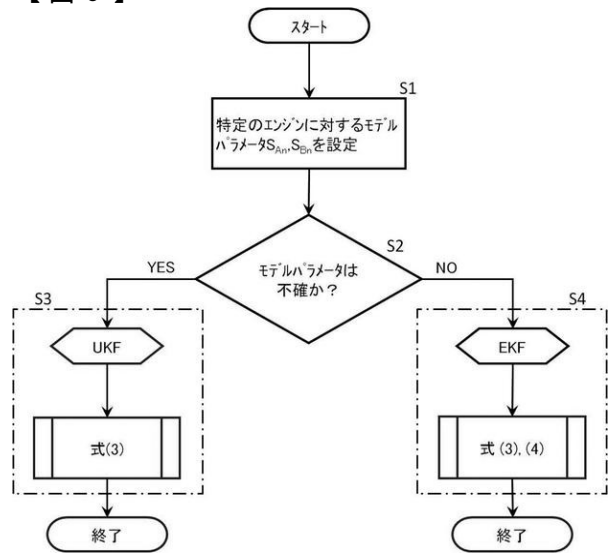 スタート
S1
特定のエンジンに対するモデル
パラメータSAn,SBnを設定
S2
モデルパラメータは
不確か？
YES
NO
S3
S4
UKF
EKF
式(3)
式(3),(4)
終了
終了